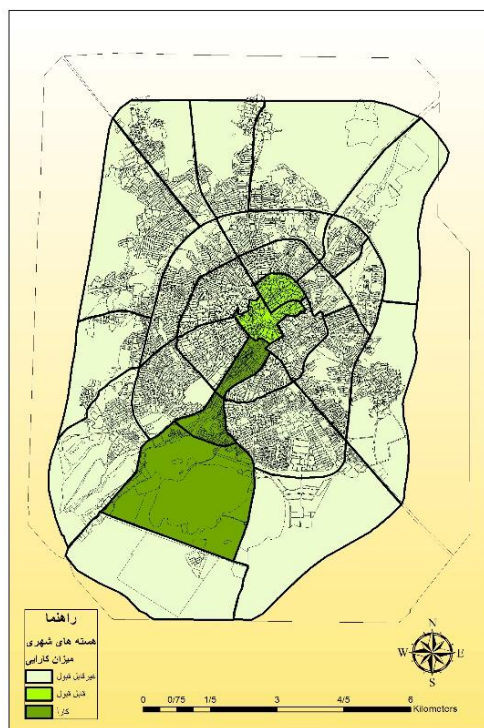 راهنما
هسته های شهری
میزان کارایی
غیرقابل قبول
قابل قبول
کارا
N
W E
S
0 0/75 1/5 3 4/5 6
Kilometers